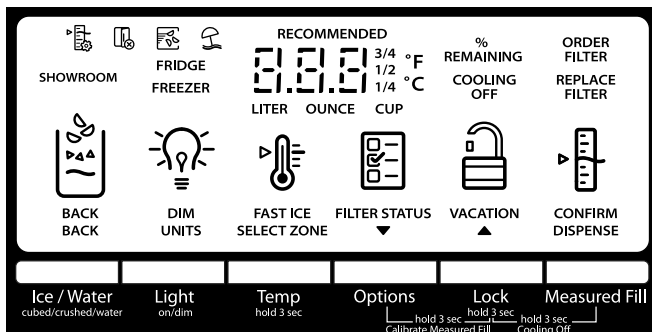 RECOMMENDED
SHOWROOM
FRIDGE
FREEZER
8.8.8
3/4
1/2
1/4
°F
°C
LITER OUNCE CUP
%
REMAINING
COOLING
OFF
ORDER
FILTER
REPLACE
FILTER
BACK
BACK
DIM
UNITS
FAST ICE
SELECT ZONE
FILTER STATUS
VACATION
CONFIRM
DISPENSE
Ice / Water
cubed/crushed/water
Light
on/dim
Temp
hold 3 sec
Options
Lock
hold 3 sec
Measured Fill
hold 3 sec
Calibrate Measured Fill
hold 3 sec
Cooling Off